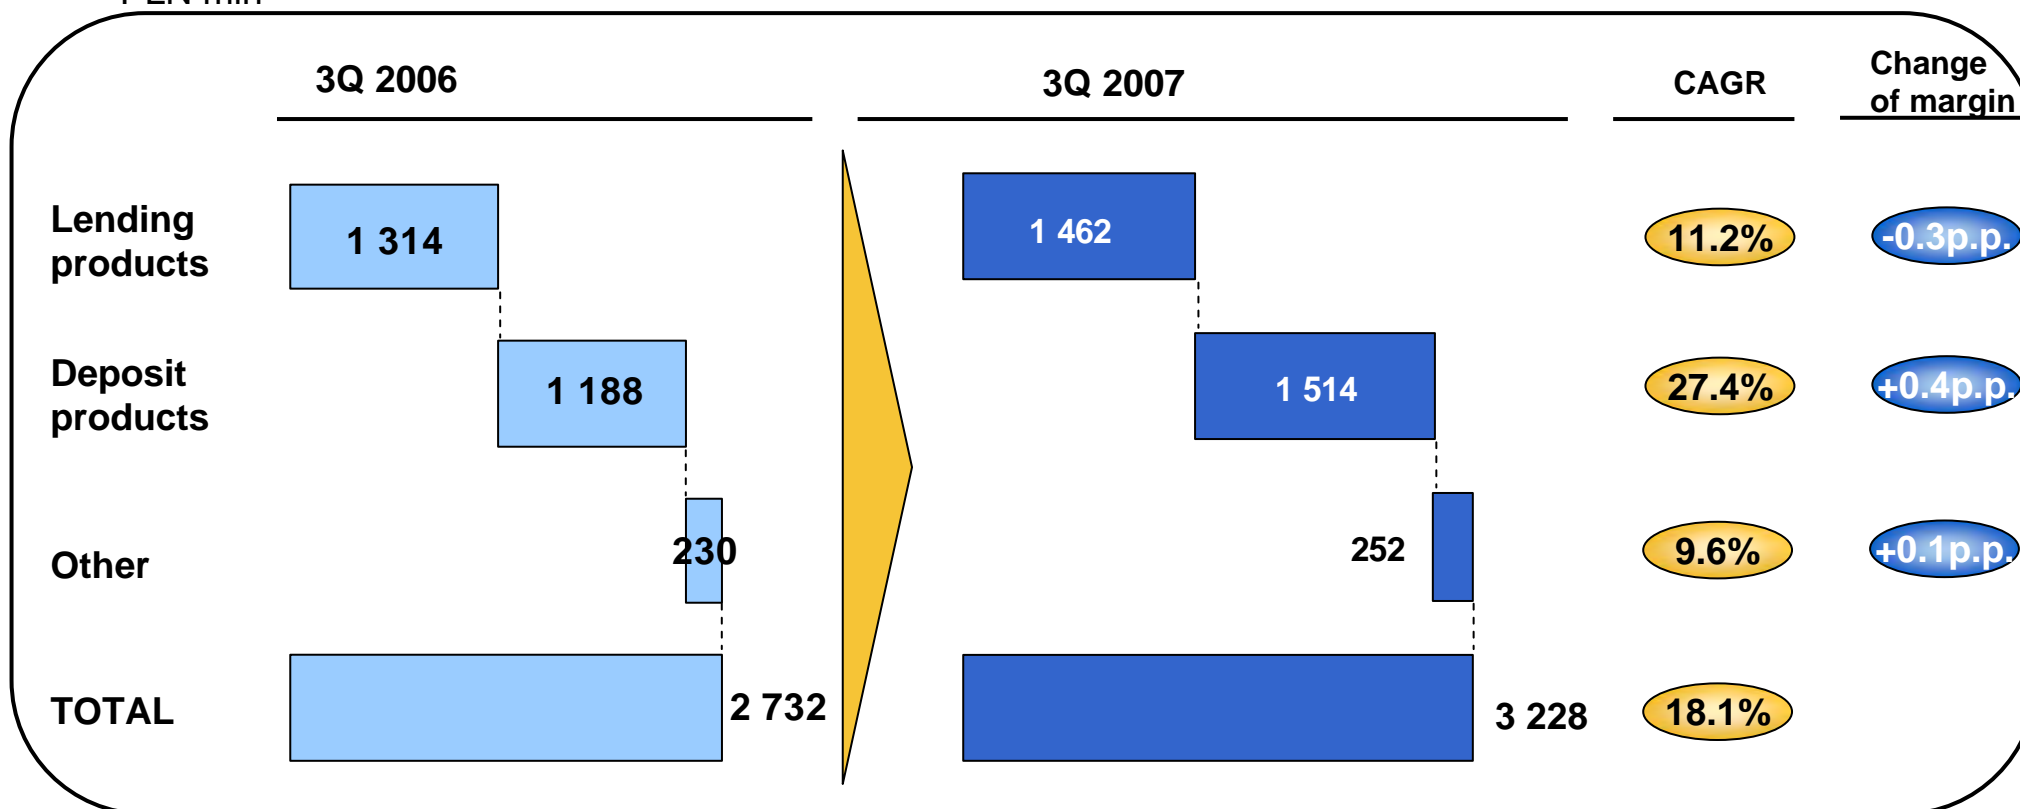 3Q 2006
3Q 2007
CAGR
Change
of margin
Lending
products
1 314
1 462
11.2%
-0.3p.p.
Deposit
products
1 188
1 514
27.4%
+0.4p.p.
Other
230
252
9.6%
+0.1p.p.
TOTAL
2 732
3 228
18.1%